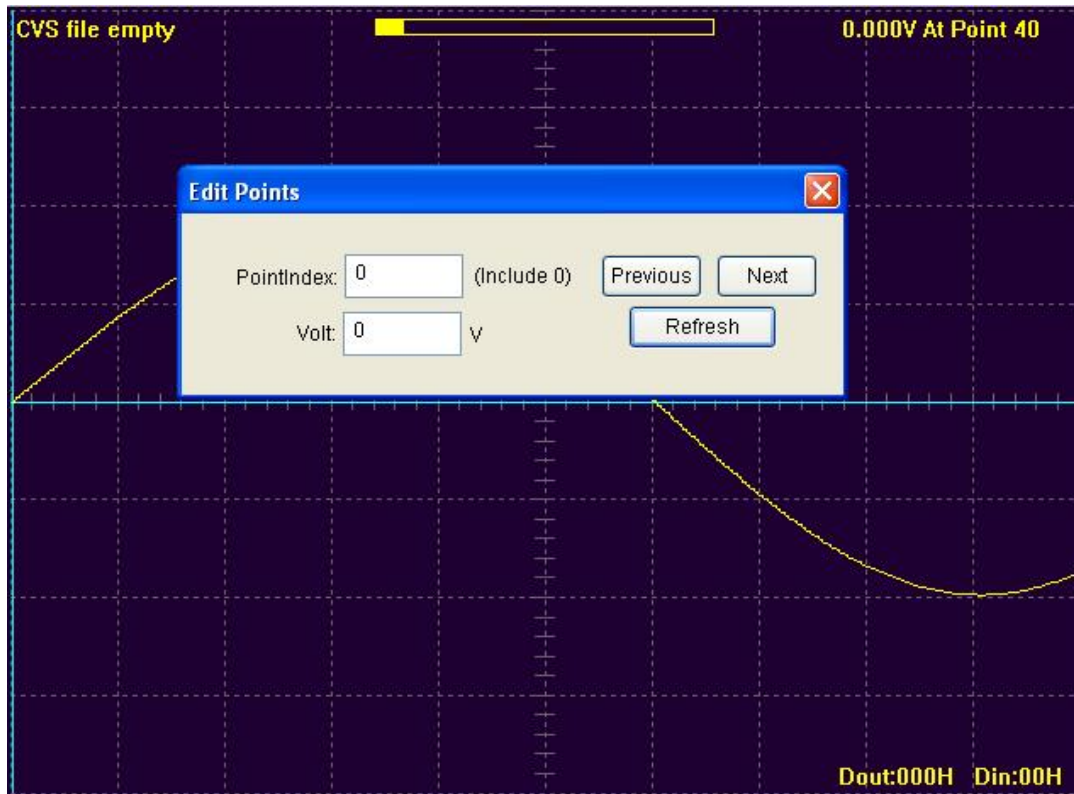 CVS file empty
0.000V At Point 40
Edit Points
PointIndex: 0 (Include 0) Previous Next
Volt: 0 V Refresh
Dout:000H Din:00H